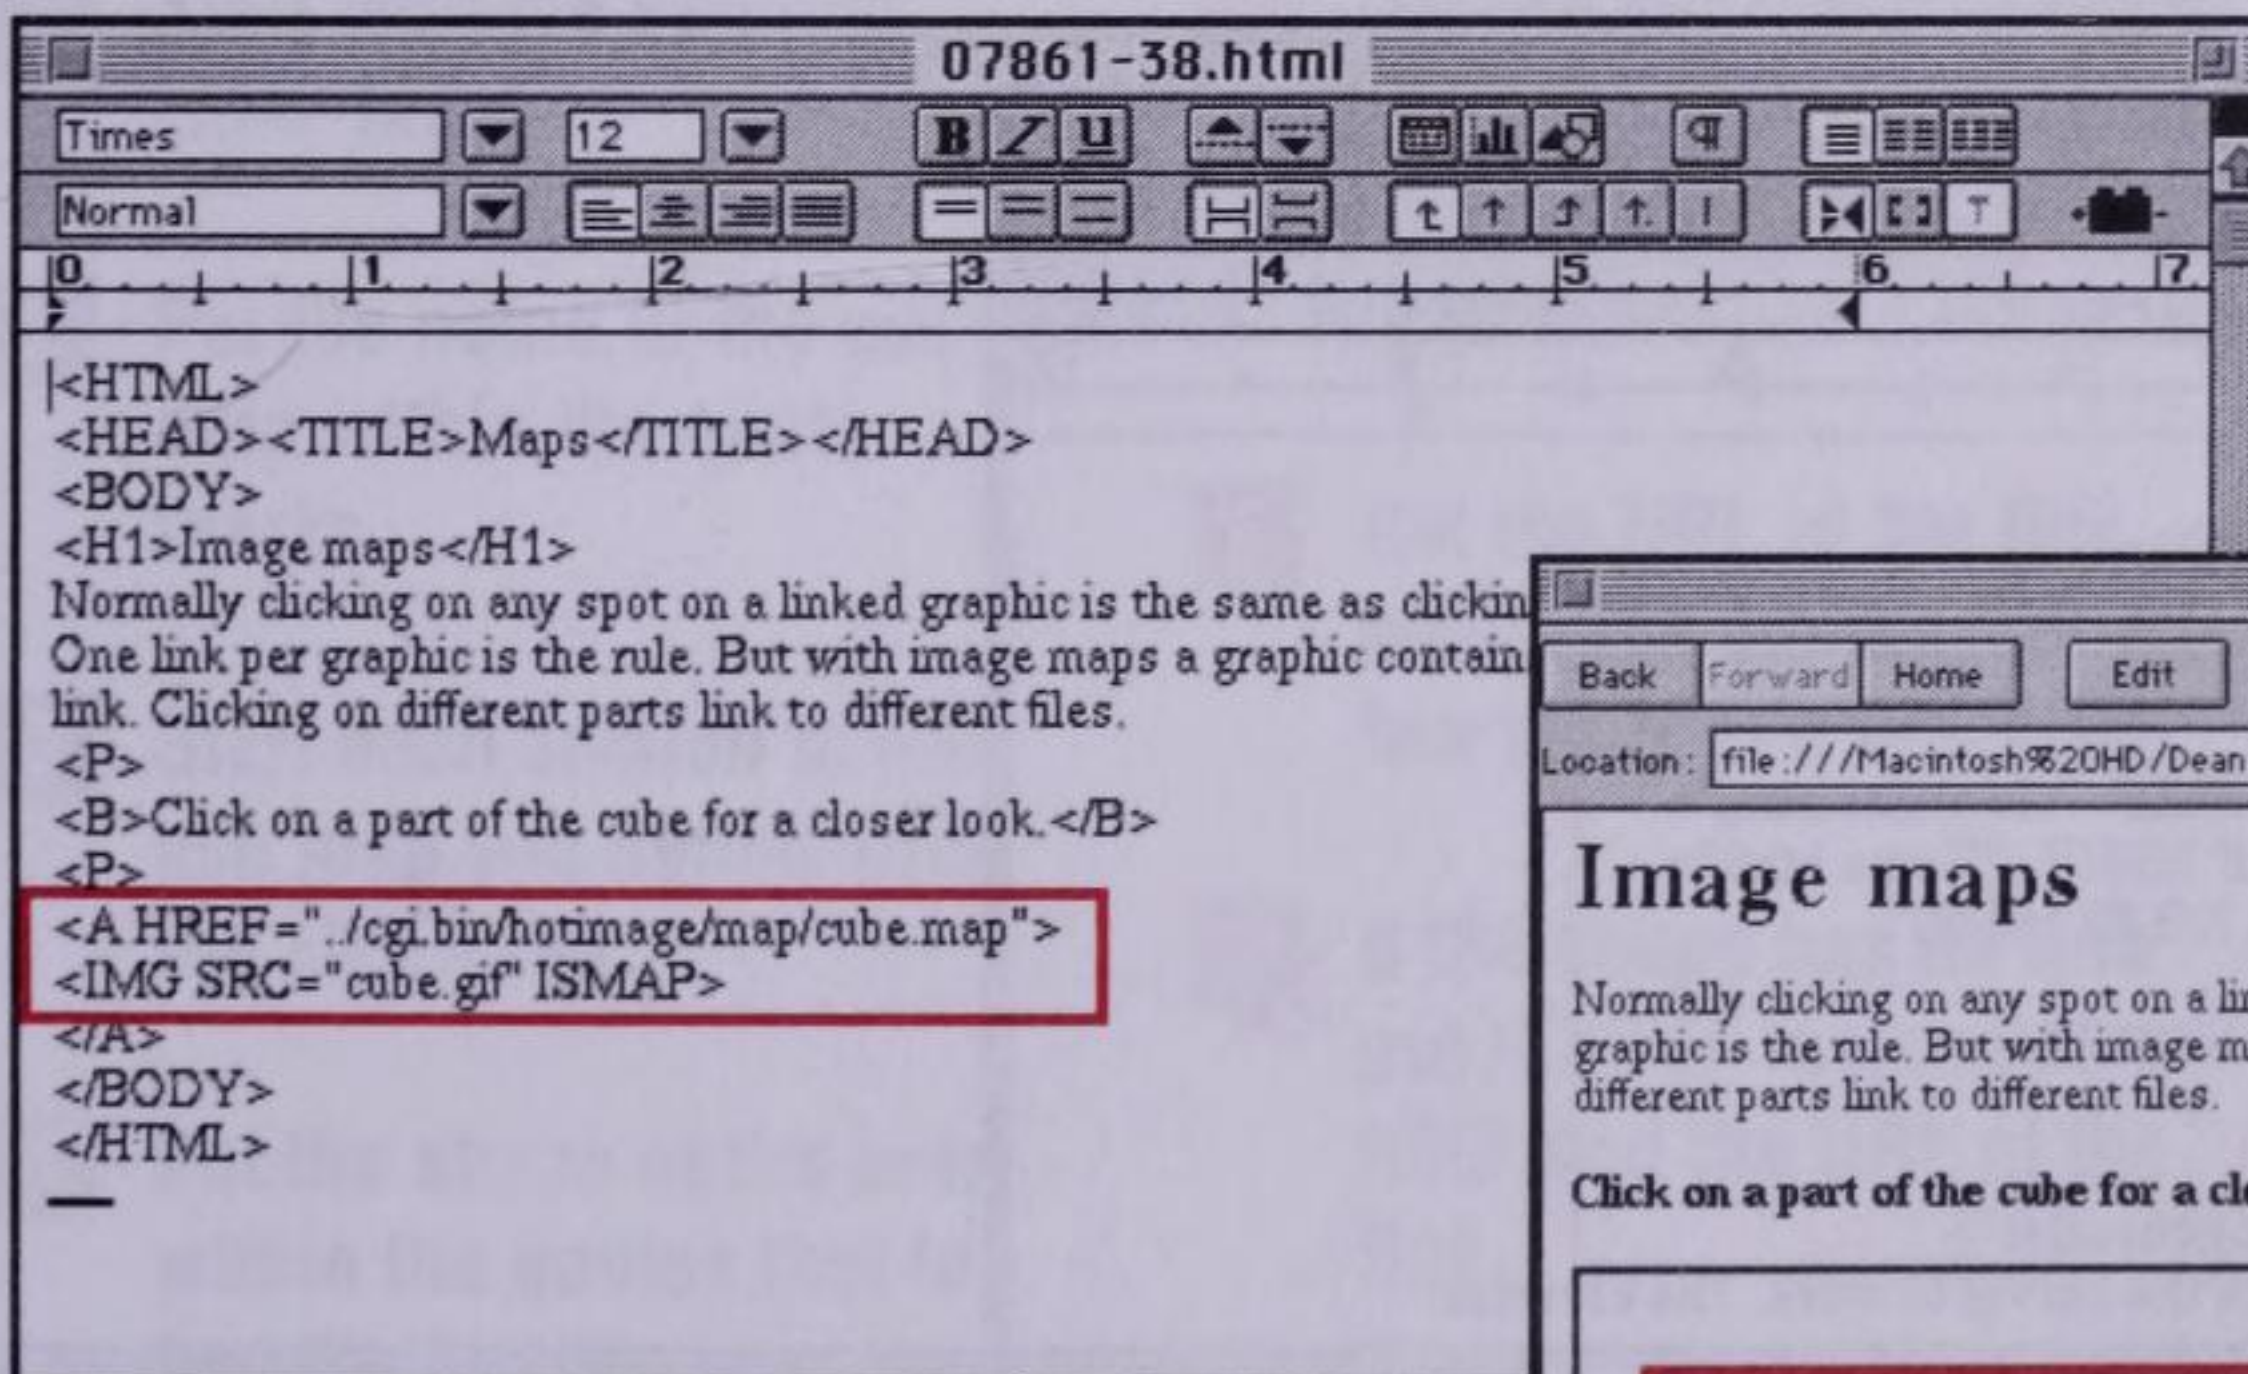 07861-38.html
Times
12
B I U
Normal
0 1 2 3 4 5 6 7
<HTML>
<HEAD><TITLE>Maps</TITLE></HEAD>
<BODY>
<H1>Image maps</H1>
Normally clicking on any spot on a linked graphic is the same as clickin
One link per graphic is the rule. But with image maps a graphic contain
link. Clicking on different parts link to different files.
<P>
<B>Click on a part of the cube for a closer look.</B>
<P>
<A HREF="../cgi.bin/hotimage/map/cube.map">
<IMG SRC="cube.gif" ISMAP>
</A>
</BODY>
</HTML>
Back Forward Home Edit
Location: file:///Macintosh%20HD/Dean
Image maps
Normally clicking on any spot on a li
graphic is the rule. But with image m
different parts link to different files.
Click on a part of the cube for a cl